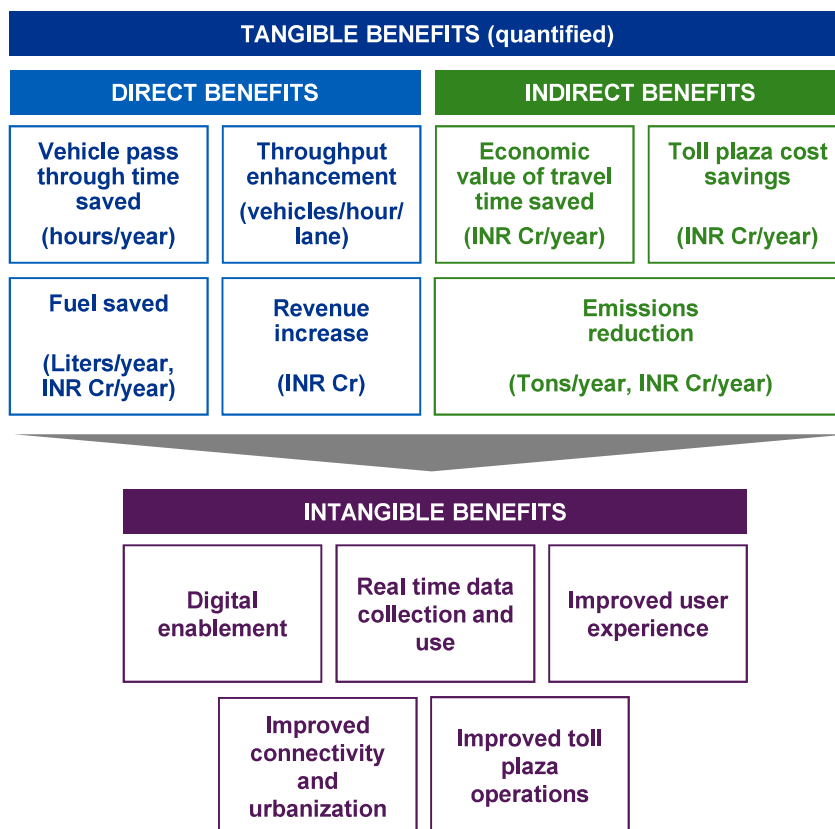 TANGIBLE BENEFITS (quantified)
DIRECT BENEFITS
Vehicle pass
through time
saved
(hours/year)
Throughput
enhancement
(vehicles/hour/
lane)
Fuel saved
(Liters/year,
INR Cr/year)
Revenue
increase
(INR Cr)
INDIRECT BENEFITS
Economic
value of travel
time saved
(INR Cr/year)
Toll plaza cost
savings
(INR Cr/year)
Emissions
reduction
(Tons/year, INR Cr/year)
INTANGIBLE BENEFITS
Digital
enablement
Real time data
collection and
use
Improved user
experience
Improved
connectivity
and
urbanization
Improved toll
plaza
operations